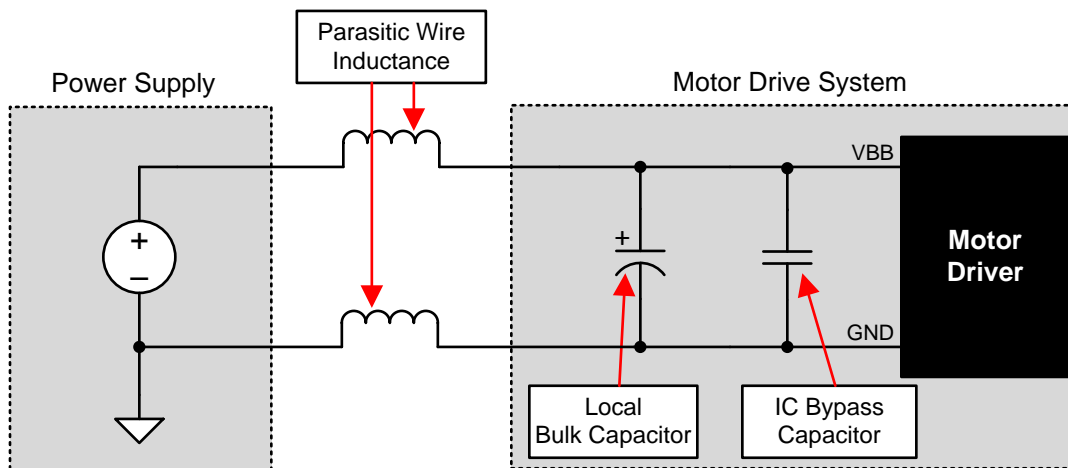 Parasitic Wire
Inductance
Power Supply
Motor Drive System
VBB
+
–
+
Motor
Driver
GND
Local
Bulk Capacitor
IC Bypass
Capacitor